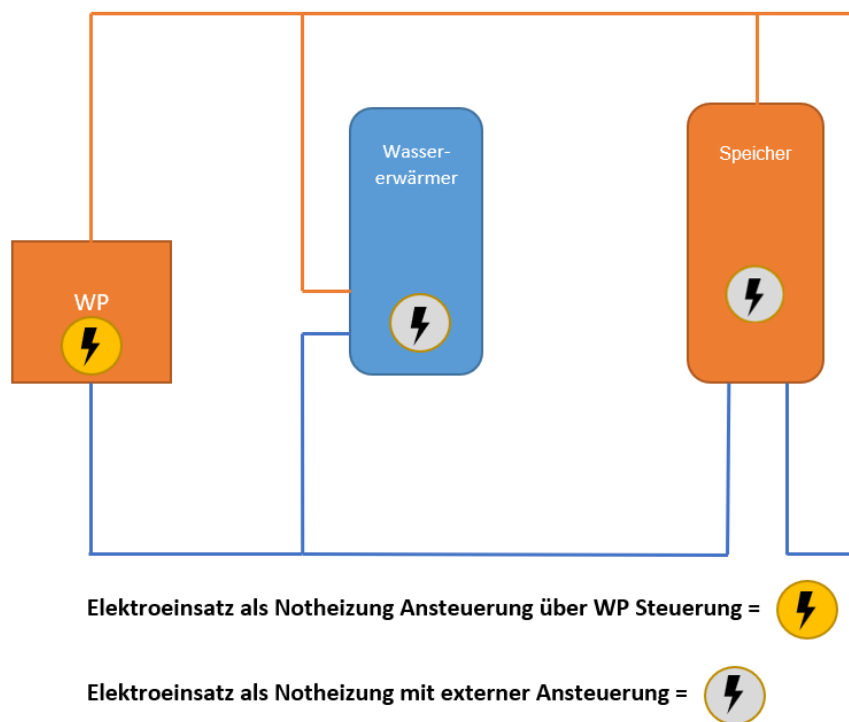 Wasser-
erwärmer
Speicher
WP
Elektroeinsatz als Notheizung Ansteuerung über WP Steuerung =
Elektroeinsatz als Notheizung mit externer Ansteuerung =